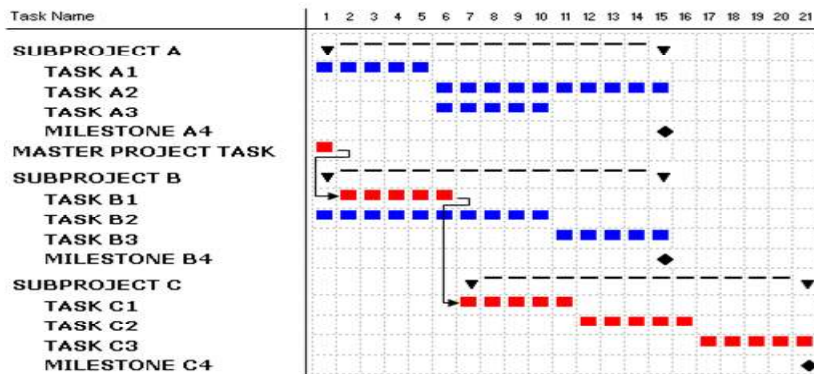 Task Name 1 2 3 4 5 6 7 8 9 10 11 12 13 14 15 16 17 18 19 20 21
SUBPROJECT A
TASK A1
TASK A2
TASK A3
MILESTONE A4
MASTER PROJECT TASK
SUBPROJECT B
TASK B1
TASK B2
TASK B3
MILESTONE B4
SUBPROJECT C
TASK C1
TASK C2
TASK C3
MILESTONE C4